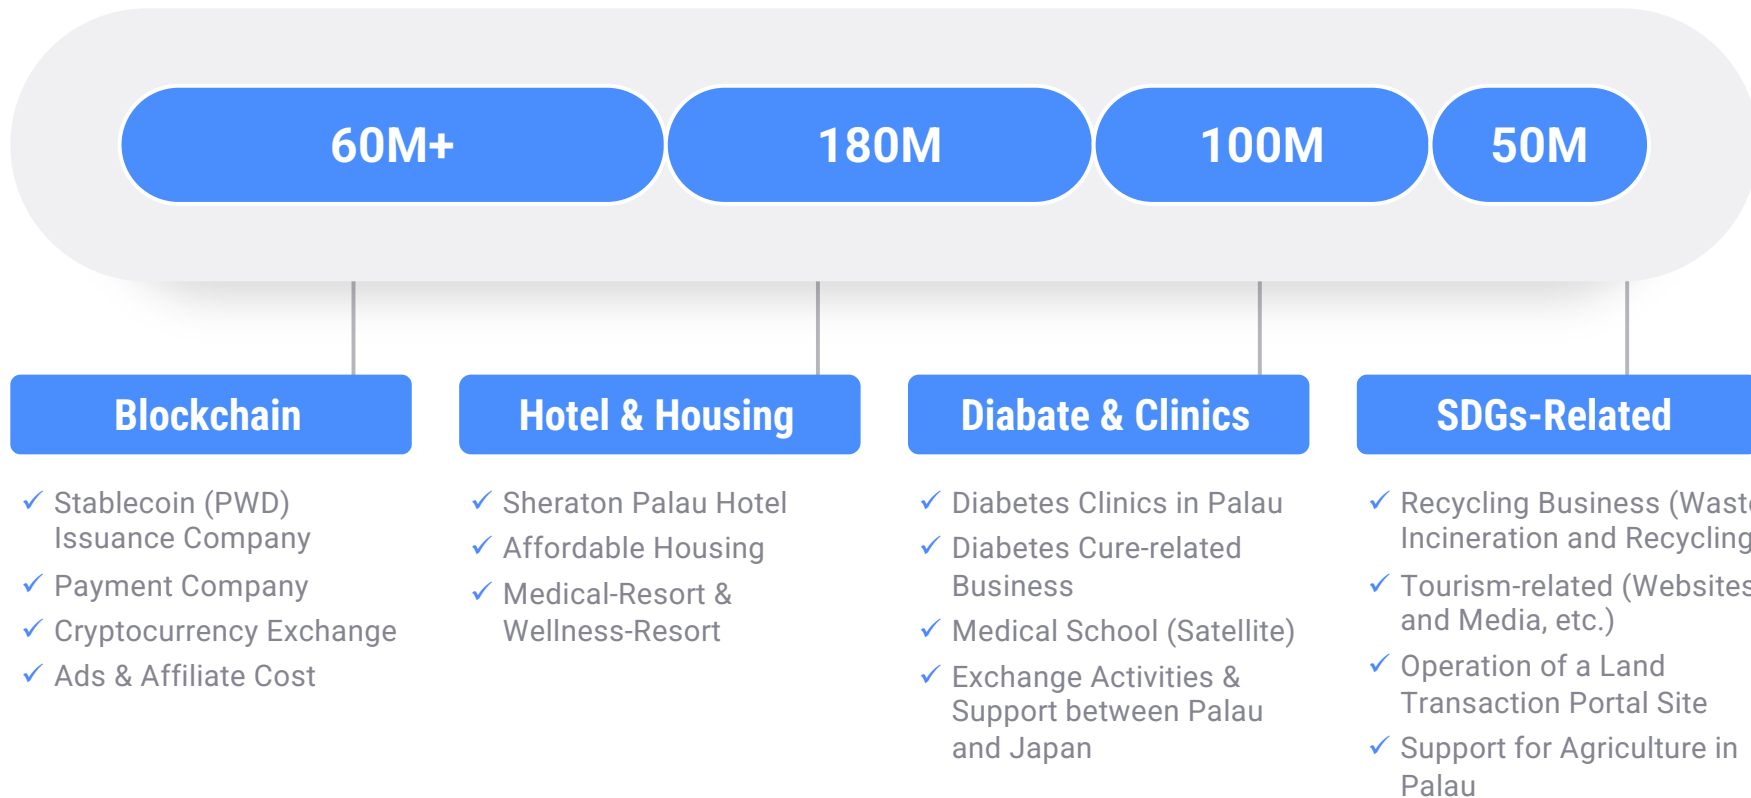 60M+
180M
100M
50M
Blockchain
Stablecoin (PWD)
Issuance Company
Payment Company
Cryptocurrency Exchange
Ads & Affiliate Cost
Hotel & Housing
Sheraton Palau Hotel
Affordable Housing
Medical-Resort &
Wellness-Resort
Diabate & Clinics
Diabetes Clinics in Palau
Diabetes Cure-related
Business
Medical School (Satellite)
Exchange Activities &
Support between Palau
and Japan
SDGs-Related
Recycling Business (Waste
Incineration and Recycling
Tourism-related (Websites
and Media, etc.)
Operation of a Land
Transaction Portal Site
Support for Agriculture in
Palau